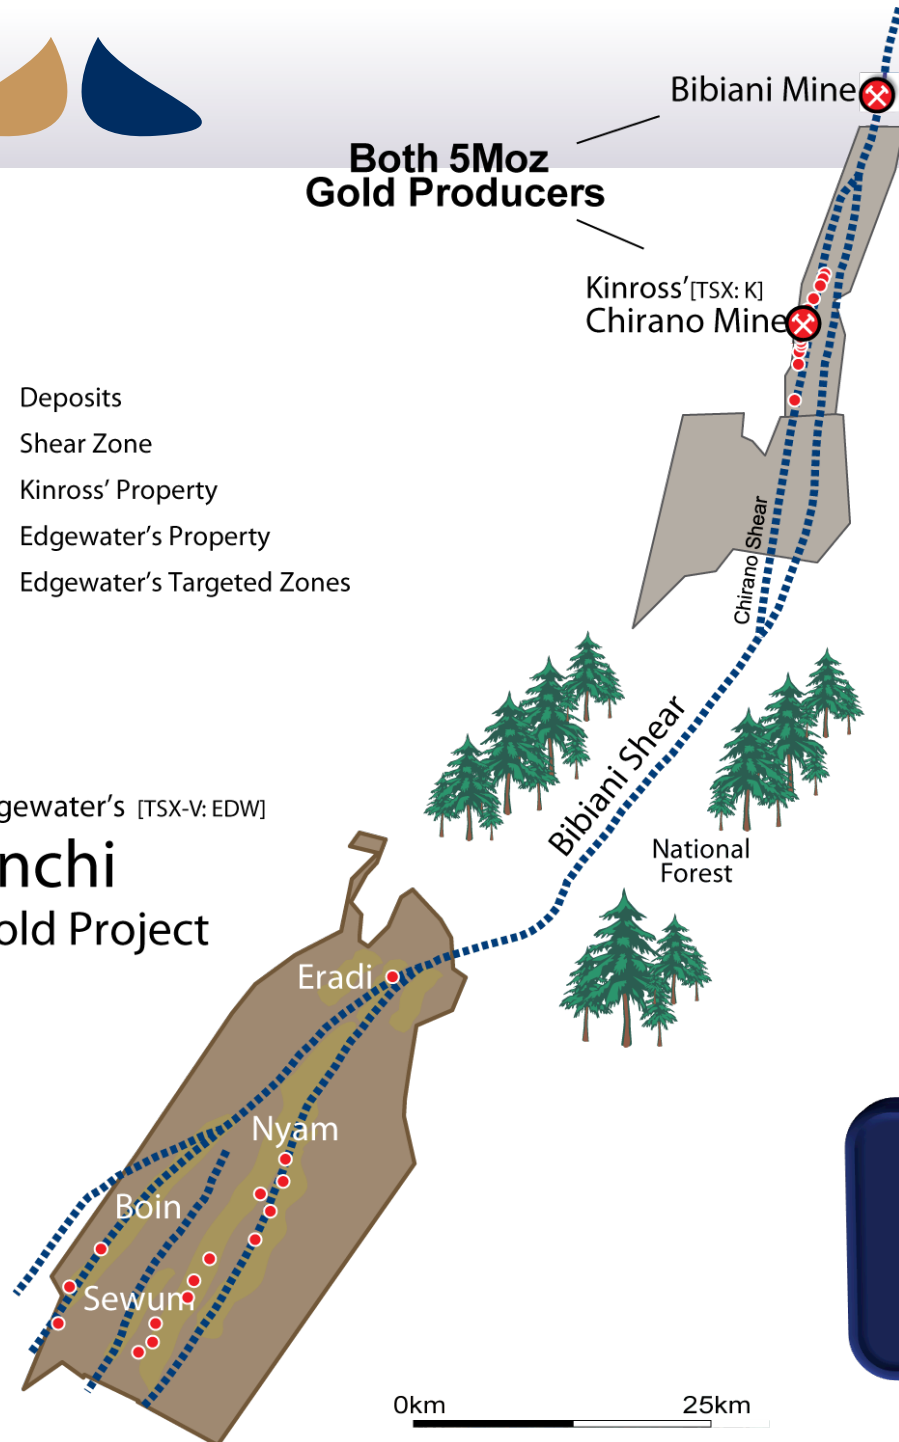 Bibiani Mine
Both 5Moz
Gold Producers
Kinross’[TSX: K]
Chirano Mine
Deposits
Shear Zone
Kinross’ Property
Edgewater’s Property
Edgewater’s Targeted Zones
Chirano Shear
Bibiani Shear
National
Forest
dgewater’s [TSX-V: EDW]
nchi
old Project
Eradi
Nyam
Boin
Sewum
0km 25km